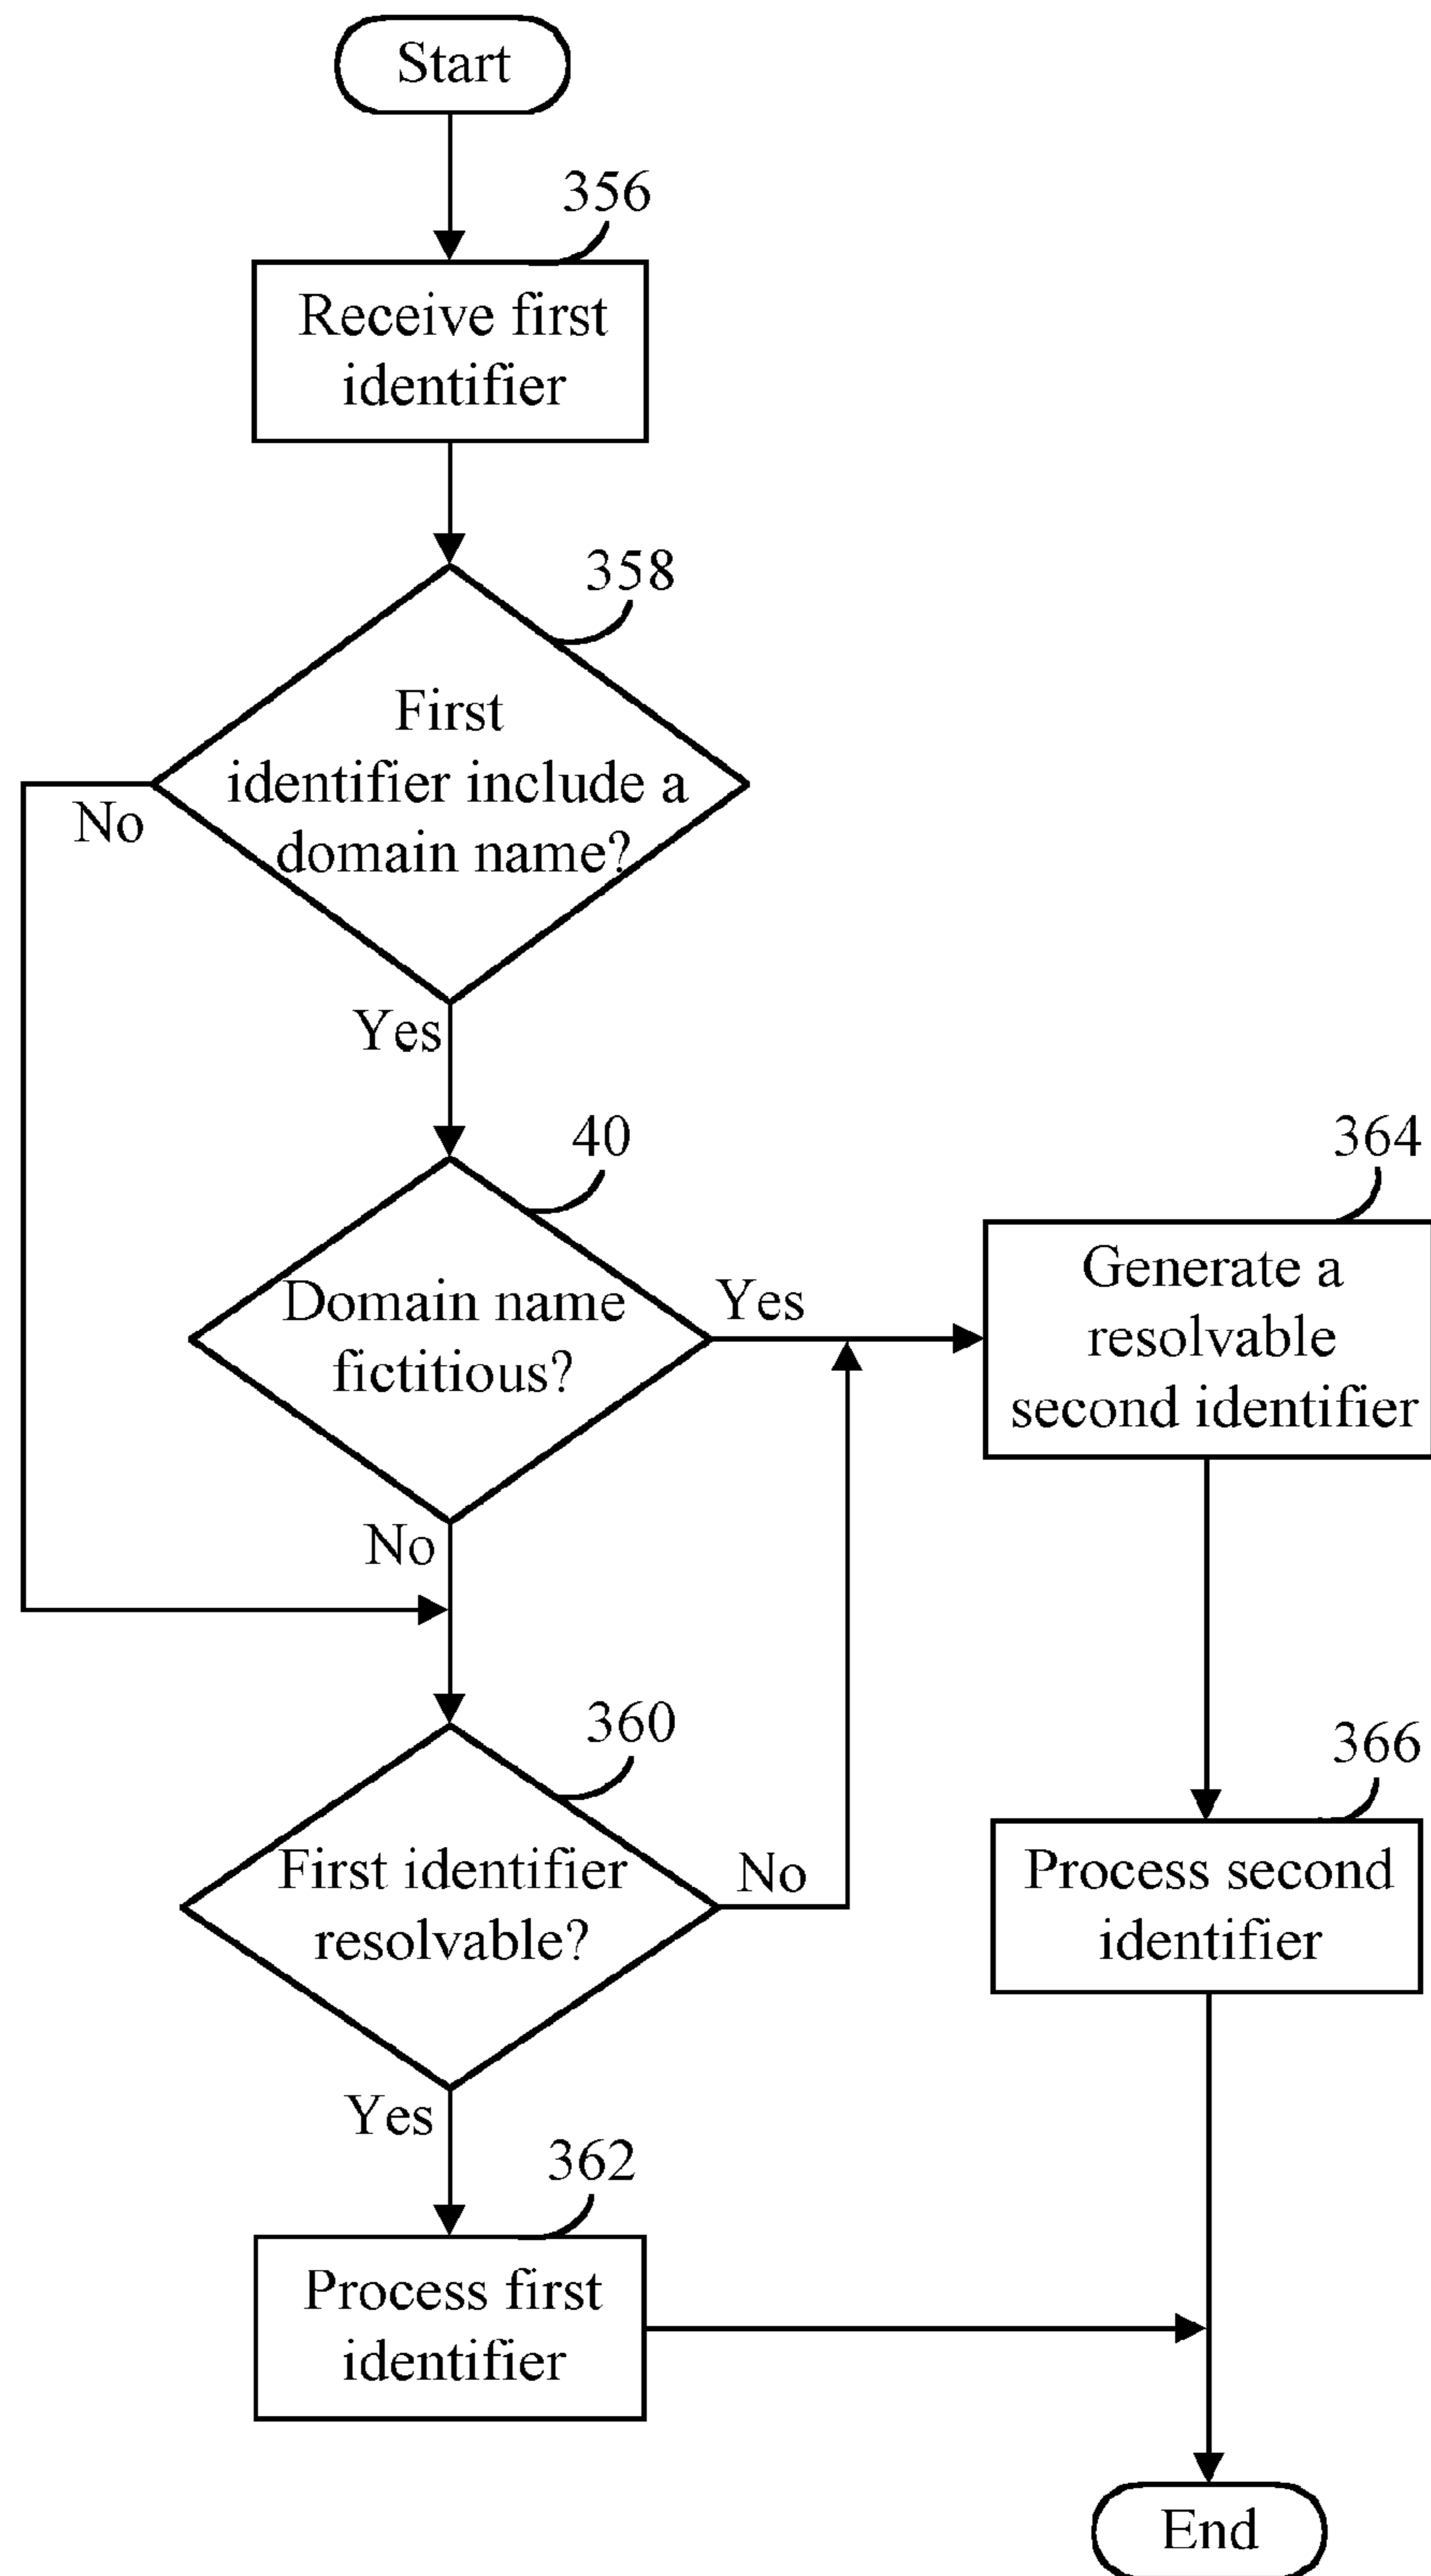 Start
356
Receive first
identifier
358
First
identifier include a
domain name?
No
Yes
40
Domain name
fictitious?
Yes
No
364
Generate a
resolvable
second identifier
360
First identifier
resolvable?
No
Yes
366
Process second
identifier
362
Process first
identifier
End